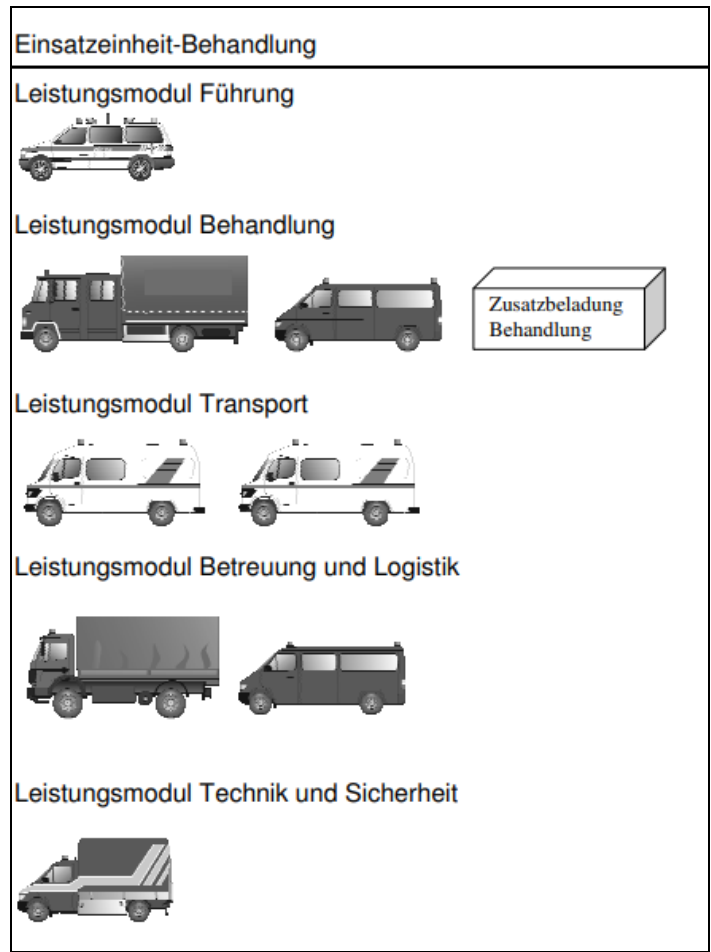 Einsatzeinheit-Behandlung
Leistungsmodul Führung
Leistungsmodul Behandlung
Zusatzbeladung
Behandlung
Leistungsmodul Transport
Leistungsmodul Betreuung und Logistik
Leistungsmodul Technik und Sicherheit